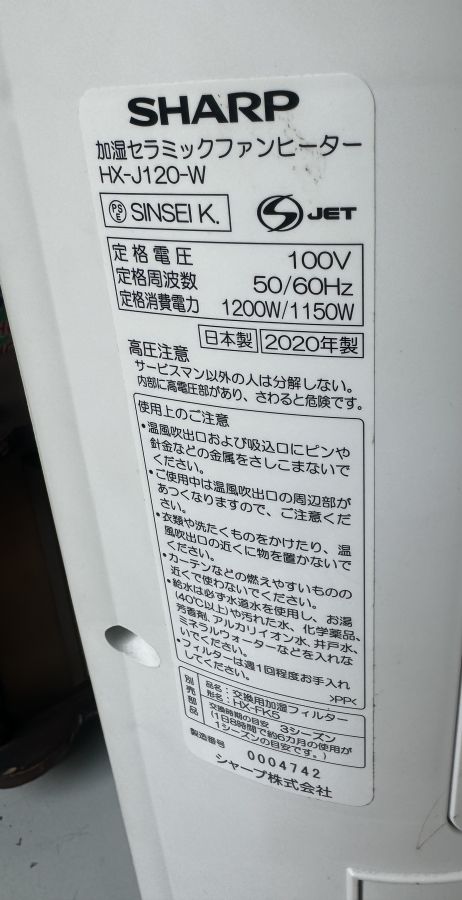 SHARP
加湿セラミックファンヒーター
HX-J120-W
PSE SINSEI K. S JET
定格電圧 100V
定格周波数 50/60Hz
定格消費電力 1200W/1150W
日本製 2020年製
高圧注意
サービスマン以外の人は分解しない。
内部に高電圧部があり、さわると危険です。
使用上のご注意
・温風吹出口および吸込口にピンや
針金などの金属をさしこまないで
ください。
・ご使用中は温風吹出口の周辺部が
あつくなりますので、ご注意くだ
さい。
・衣類や洗たくものをかけたり、温
風吹出口の近くに物を置かないで
ください。
・カーテンなどの燃えやすいものの
近くで使わないでください。
・給水は必ず水道水を使用し、お湯
(40℃以上)や汚れた水、化学薬品、
芳香剤、アルカリイオン水、井戸水、
ミネラルウォーターなどを入れな
いでください。
・フィルターは週1回程度お手入れ
してください。 >PP<
別売部品 品名:交換用加湿フィルター
形名:HX-FK5
交換時期の目安 3シーズン
(1日8時間で約6カ月の使用が
1シーズンの目安です。)
製造番号 0004742
シャープ株式会社